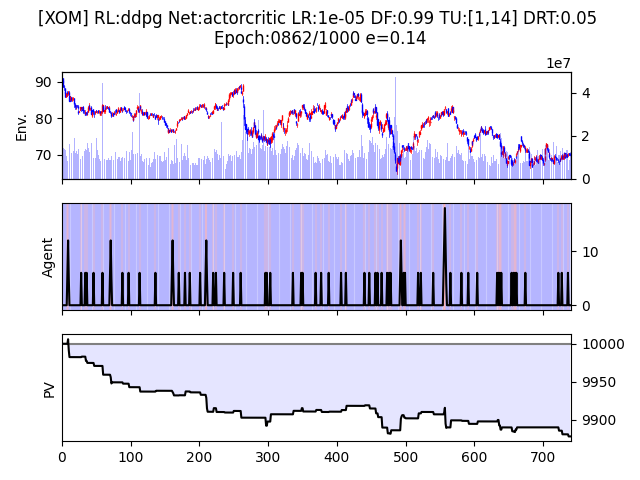 [XOM] RL:ddpg Net:actorcritic LR:1e-05 DF:0.99 TU:[1,14] DRT:0.05
Epoch:0862/1000 e=0.14
1e7
Env.
90
80
70
4
2
0
Agent
10
0
PV
10000
9950
9900
0 100 200 300 400 500 600 700